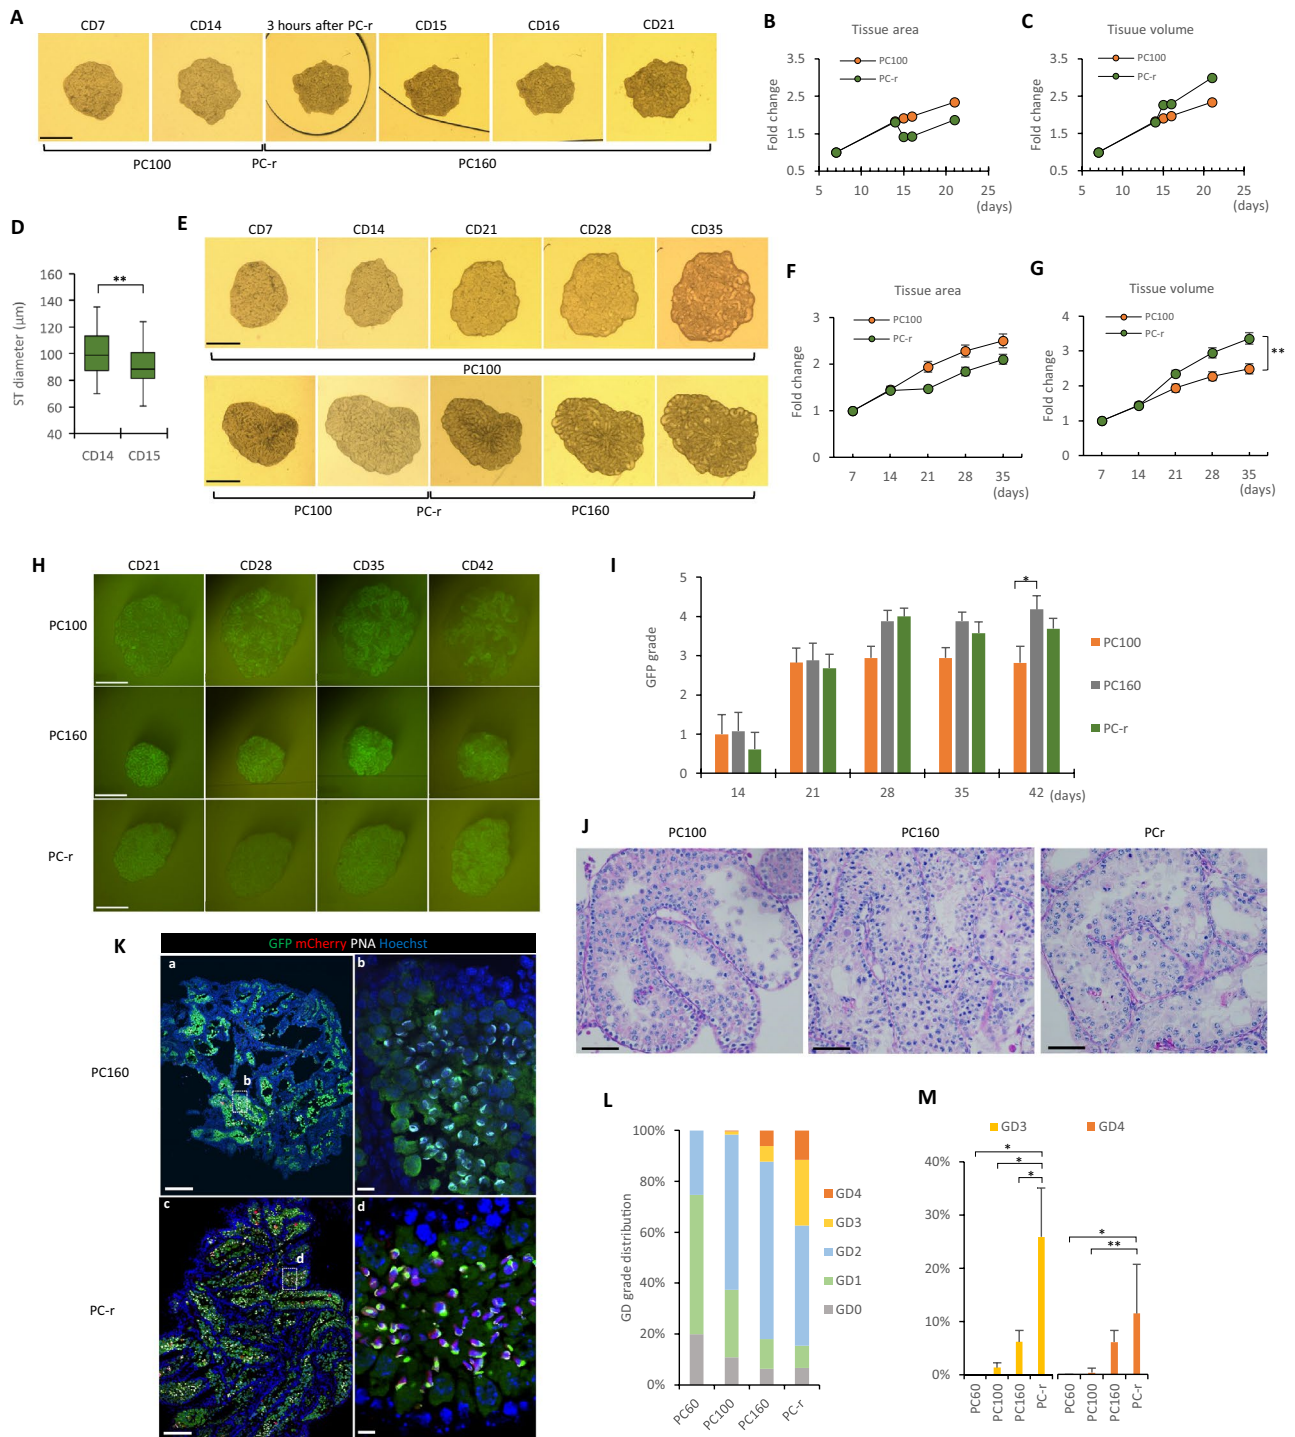 A
CD7
CD14
3 hours after PC-r
CD15
CD16
CD21
PC100
PC-r
PC160
B
Tissue area
3.5
2.5
1.5
0.5
Fold change
PC100
PC-r
5
15
25
5 10 15 20 25
(days)
C
Tisuue volume
3.5
2.5
1.5
0.5
Fold change
PC100
PC-r
5 10 15 20 25
(days)
D
160
140
120
100
80
60
40
ST diameter (µm)
**
CD14
CD15
E
CD7
CD14
CD21
CD28
CD35
PC100
PC100
PC-r
PC160
F
Tissue area
3
2
1
0
Fold change
PC100
PC-r
7 14 21 28 35
(days)
G
Tissue volume
4
3
2
1
0
Fold change
PC100
PC-r
**
7 14 21 28 35
(days)
H
CD21
CD28
CD35
CD42
PC100
PC160
PC-r
I
5
4
3
2
1
0
GFP grade
*
14 21 28 35 42 (days)
PC100
PC160
PC-r
J
PC100
PC160
PCr
K
GFP mCherry PNA Hoechst
a
b
b
PC160
c
d
d
PC-r
L
100%
80%
60%
40%
20%
0%
GD grade distribution
PC60
PC100
PC160
PC-r
GD4
GD3
GD2
GD1
GD0
M
GD3
GD4
40%
30%
20%
10%
0%
*
*
*
*
**
PC60
PC100
PC160
PC-r
PC60
PC100
PC160
PC-r